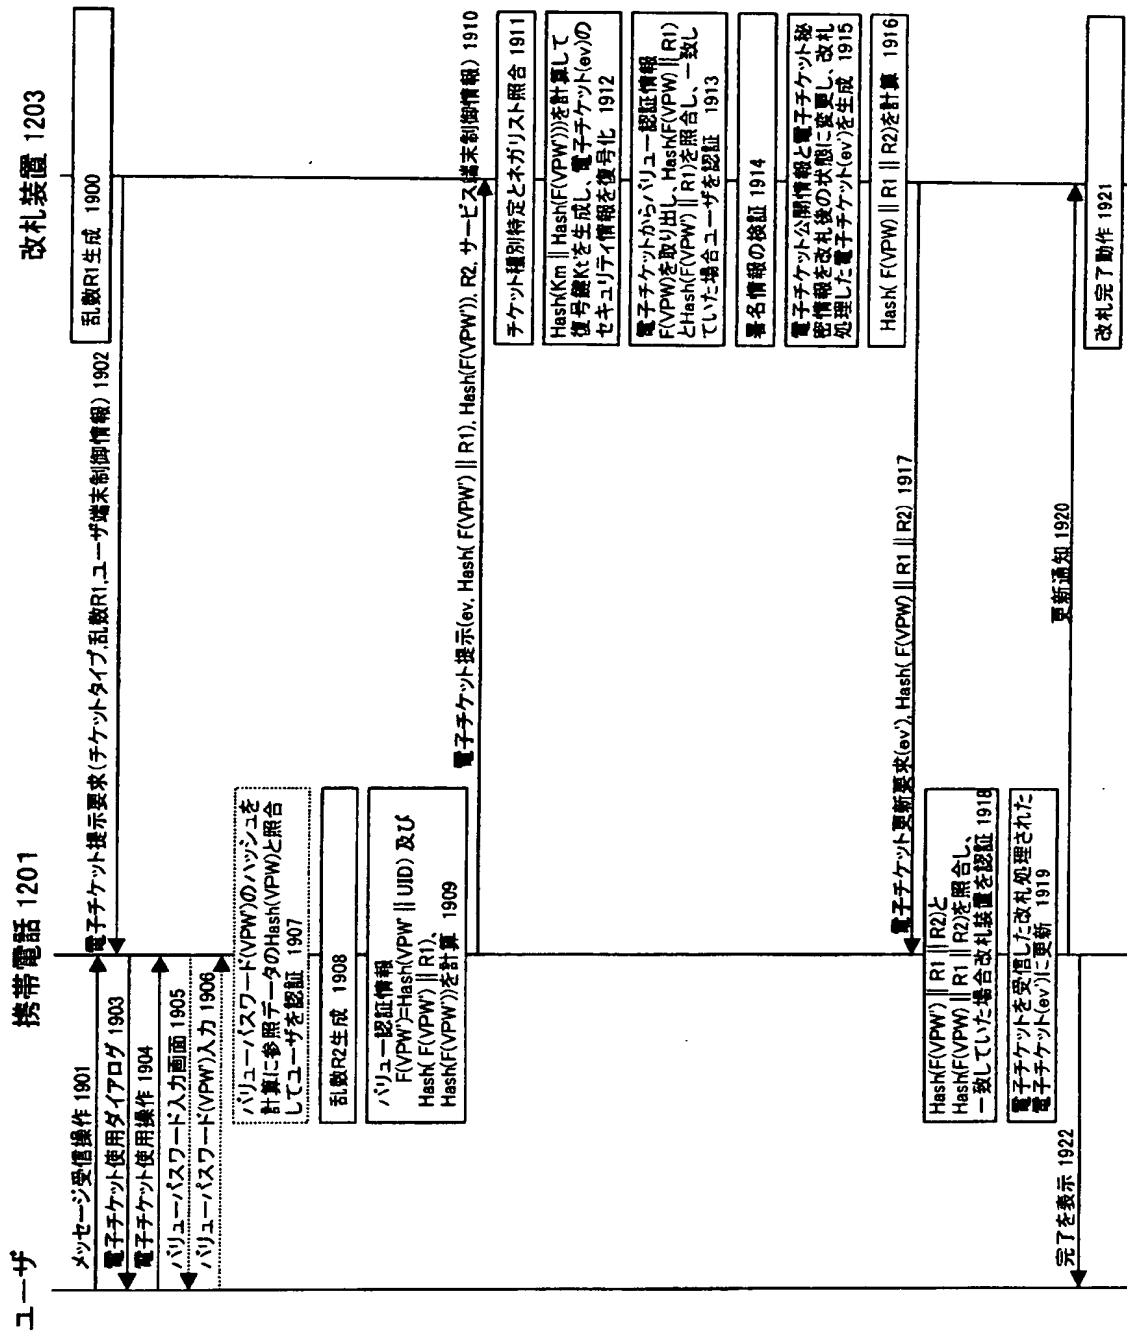 ユーザ
携帯電話 1201
改札装置 1203
乱数R1生成 1900
メッセージ受信操作 1901
電子チケット提示要求(チケットタイプ,乱数R1,ユーザ端末制御情報) 1902
電子チケット使用ダイアログ 1903
電子チケット使用操作 1904
バリューパスワード入力画面 1905
バリューパスワード(VPW')入力 1906
バリューパスワード(VPW')のハッシュを
計算に参照データのHash(VPW)と照合
してユーザを認証 1907
乱数R2生成 1908
バリュー認証情報
F(VPW')=Hash(VPW' || UID) 及び
Hash( F(VPW') || R1)、
Hash(F(VPW'))を計算 1909
電子チケット提示(ev, Hash( F(VPW') || R1), Hash(F(VPW')), R2, サービス端末制御情報) 1910
チケット種別特定とネガリスト照合 1911
Hash(Km || Hash(F(VPW')))を計算して
復号鍵Ktを生成し、電子チケット(ev)の
セキュリティ情報を復号化 1912
電子チケットからバリュー認証情報
F(VPW)を取り出し、Hash(F(VPW) || R1)
とHash(F(VPW') || R1)を照合し、一致し
ていた場合ユーザを認証 1913
署名情報の検証 1914
電子チケット公開情報と電子チケット秘
密情報を改札後の状態に変更し、改札
処理した電子チケット(ev)を生成 1915
Hash( F(VPW) || R1 || R2)を計算 1916
電子チケット更新要求(ev'), Hash( F(VPW) || R1 || R2) 1917
Hash(F(VPW') || R1 || R2)と
Hash(F(VPW) || R1 || R2)を照合し、
一致していた場合改札装置を認証 1918
電子チケットを受信した改札処理された
電子チケット(ev')に更新 1919
更新通知 1920
改札完了動作 1921
完了を表示 1922